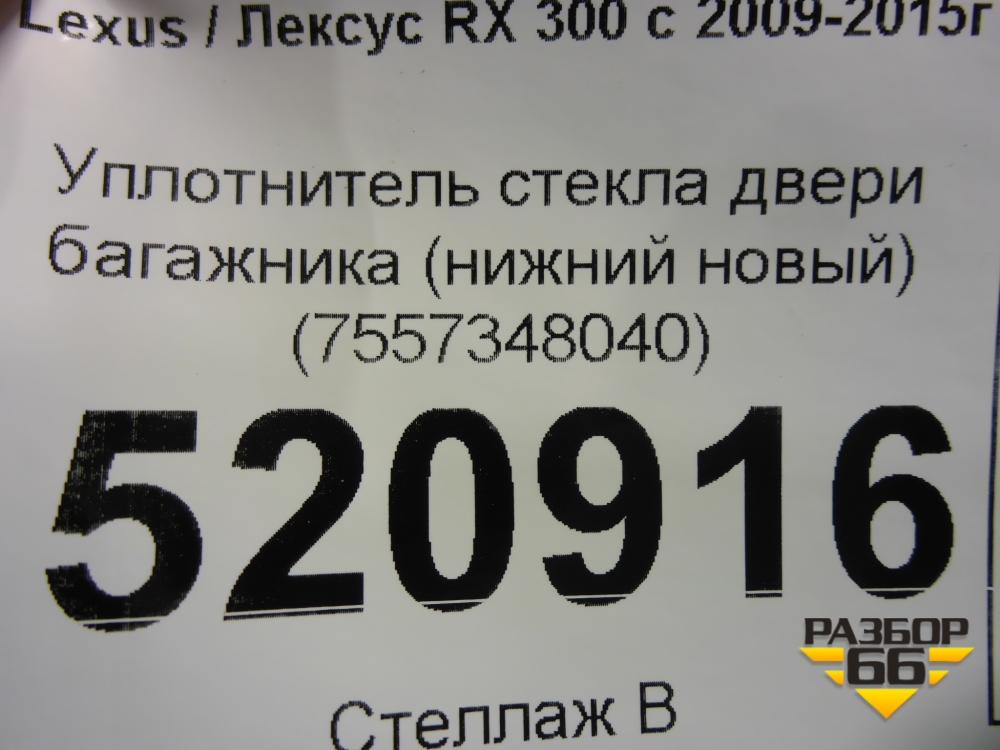 Lexus / Лексус RX 300 с 2009-2015г
Уплотнитель стекла двери
багажника (нижний новый)
(7557348040)
520916
РАЗБОР
66
Стеллаж В